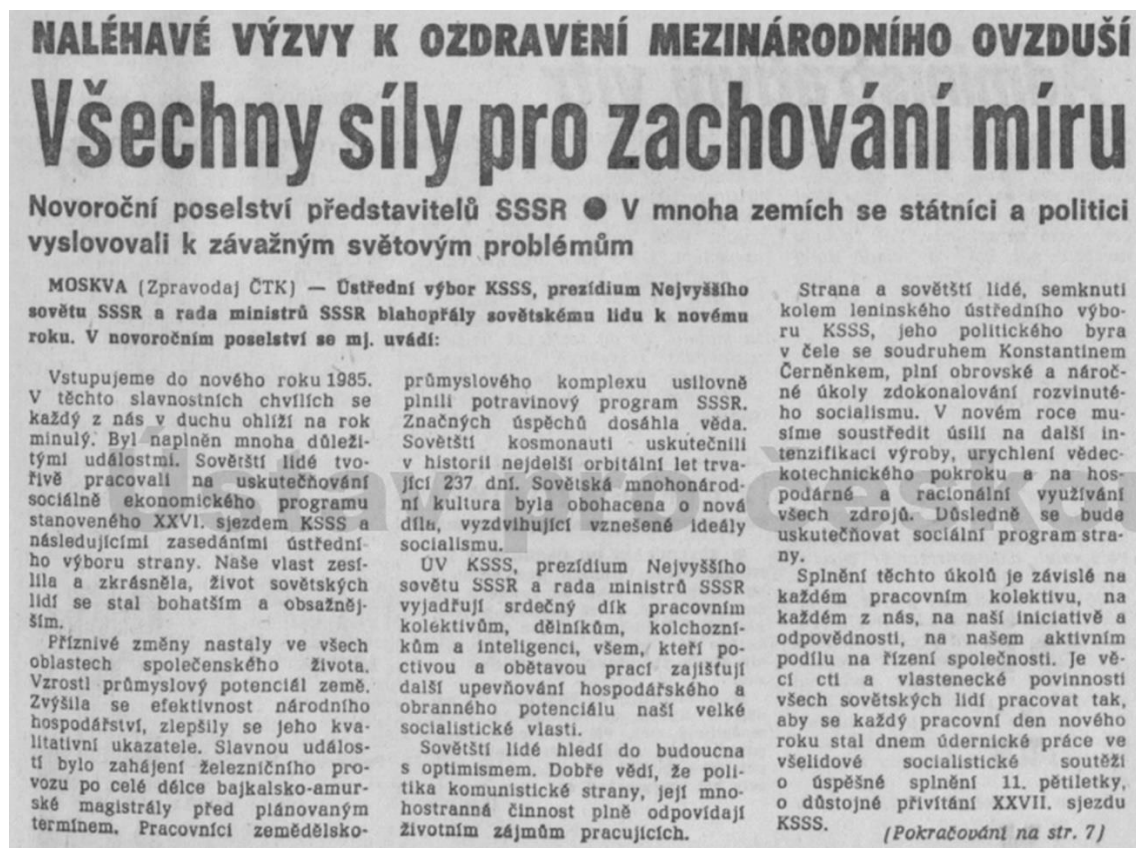 NALÉHAVÉ VÝZVY K OZDRAVENÍ MEZINÁRODNÍHO OVZDUŠÍ
Všechny síly pro zachování míru
Novoroční poselství představitelů SSSR ● V mnoha zemích se státníci a politici
vyslovovali k závažným světovým problémům
MOSKVA (Zpravodaj ČTK) — Ústřední výbor KSSS, prezídium Nejvyššího
sovětu SSSR a rada ministrů SSSR blahopřály sovětskému lidu k novému
roku. V novoročním poselství se mj. uvádí:
Vstupujeme do nového roku 1985.
V těchto slavnostních chvílích se
každý z nás v duchu ohlíží na rok
minulý. Byl naplněn mnoha důleži-
tými událostmi. Sověrští lidé tvo-
řivě pracovali na uskutečňování
sociálně ekonomického programu
stanoveného XXVI. sjezdem KSSS a
následujícími zasedáními ústřední-
ho výboru strany. Naše vlast zesí-
lila a zkrásněla, život sovětských
lidí se stal bohatším a obsažněj-
ším.
Příznivé změny nastaly ve všech
oblastech společenského života.
Vzrostl průmyslový potenciál země.
Zvýšila se efektivnost národního
hospodářství, zlepšily se jeho kva-
litativní ukazatele. Slavnou událos-
tí bylo zahájení železničního pro-
vozu po celé délce bajkalsko-amur-
ské magistrály před plánovaným
termínem. Pracovníci zemědělsko-
průmyslového komplexu usilovně
plnili potravinový program SSSR.
Značných úspěchů dosáhla věda.
Sovětští kosmonauti uskutečnili
v historii nejdelší orbitální let trva-
jící 237 dní. Sovětská mnohonárod-
ní kultura byla obohacena o nová
díla, vyzdvihující vznešené ideály
socialismu.
ÚV KSSS, prezídium Nejvyššího
sovětu SSSR a rada ministrů SSSR
vyjadřují srdečný dík pracovním
kolektivům, dělníkům, kolchozní-
kům a inteligenci, všem, kteří po-
ctivou a obětavou prací zajišťují
další upevňování hospodářského a
obranného potenciálu naší velké
socialistické vlasti.
Sovětští lidé hledí do budoucna
s optimismem. Dobře vědí, že poli-
tika komunistické strany, její mno-
hostranná činnost plně odpovídají
životním zájmům pracujících.
Strana a sovětští lidé, semknutí
kolem leninského ústředního výbo-
ru KSSS, jeho politického byra
v čele se soudruhem Konstantinem
Černěnkem, plní obrovské a nároč-
né úkoly zdokonalování rozvinuté-
ho socialismu. V novém roce mu-
síme soustředit úsilí na další in-
tenzifikaci výroby, urychlení vědec-
kotechnického pokroku a na hos-
podárné a racionální využívání
všech zdrojů. Důsledně se bude
uskutečňovat sociální program stra-
ny.
Splnění těchto úkolů je závislé na
každém pracovním kolektivu, na
každém z nás, na naší iniciativě a
odpovědnosti, na našem aktivním
podílu na řízení společnosti. Je vě-
cí cti a vlastenecké povinnosti
všech sovětských lidí pracovat tak,
aby se každý pracovní den nového
roku stal dnem údernické práce ve
všelidové socialistické soutěži
o úspěšné splnění 11. pětiletky,
o důstojné přivítání XXVII. sjezdu
KSSS.
(Pokračování na str. 7)
Ústav pro česko